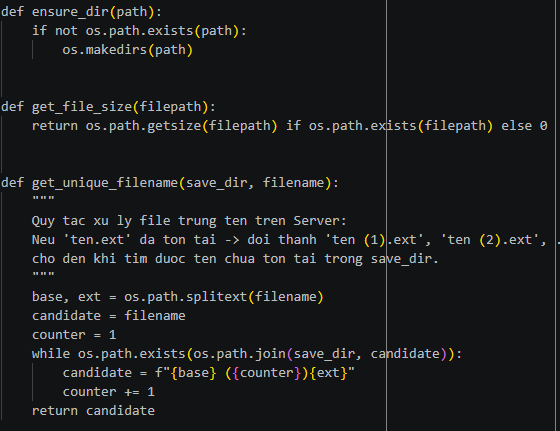 def ensure_dir(path):
    if not os.path.exists(path):
        os.makedirs(path)
def get_file_size(filepath):
    return os.path.getsize(filepath) if os.path.exists(filepath) else 0
def get_unique_filename(save_dir, filename):
    """
    Quy tac xu ly file trung ten tren Server:
    Neu 'ten.ext' da ton tai -> doi thanh 'ten (1).ext', 'ten (2).ext', .
    cho den khi tim duoc ten chua ton tai trong save_dir.
    """
    base, ext = os.path.splitext(filename)
    candidate = filename
    counter = 1
    while os.path.exists(os.path.join(save_dir, candidate)):
        candidate = f"{base} ({counter}){ext}"
        counter += 1
    return candidate